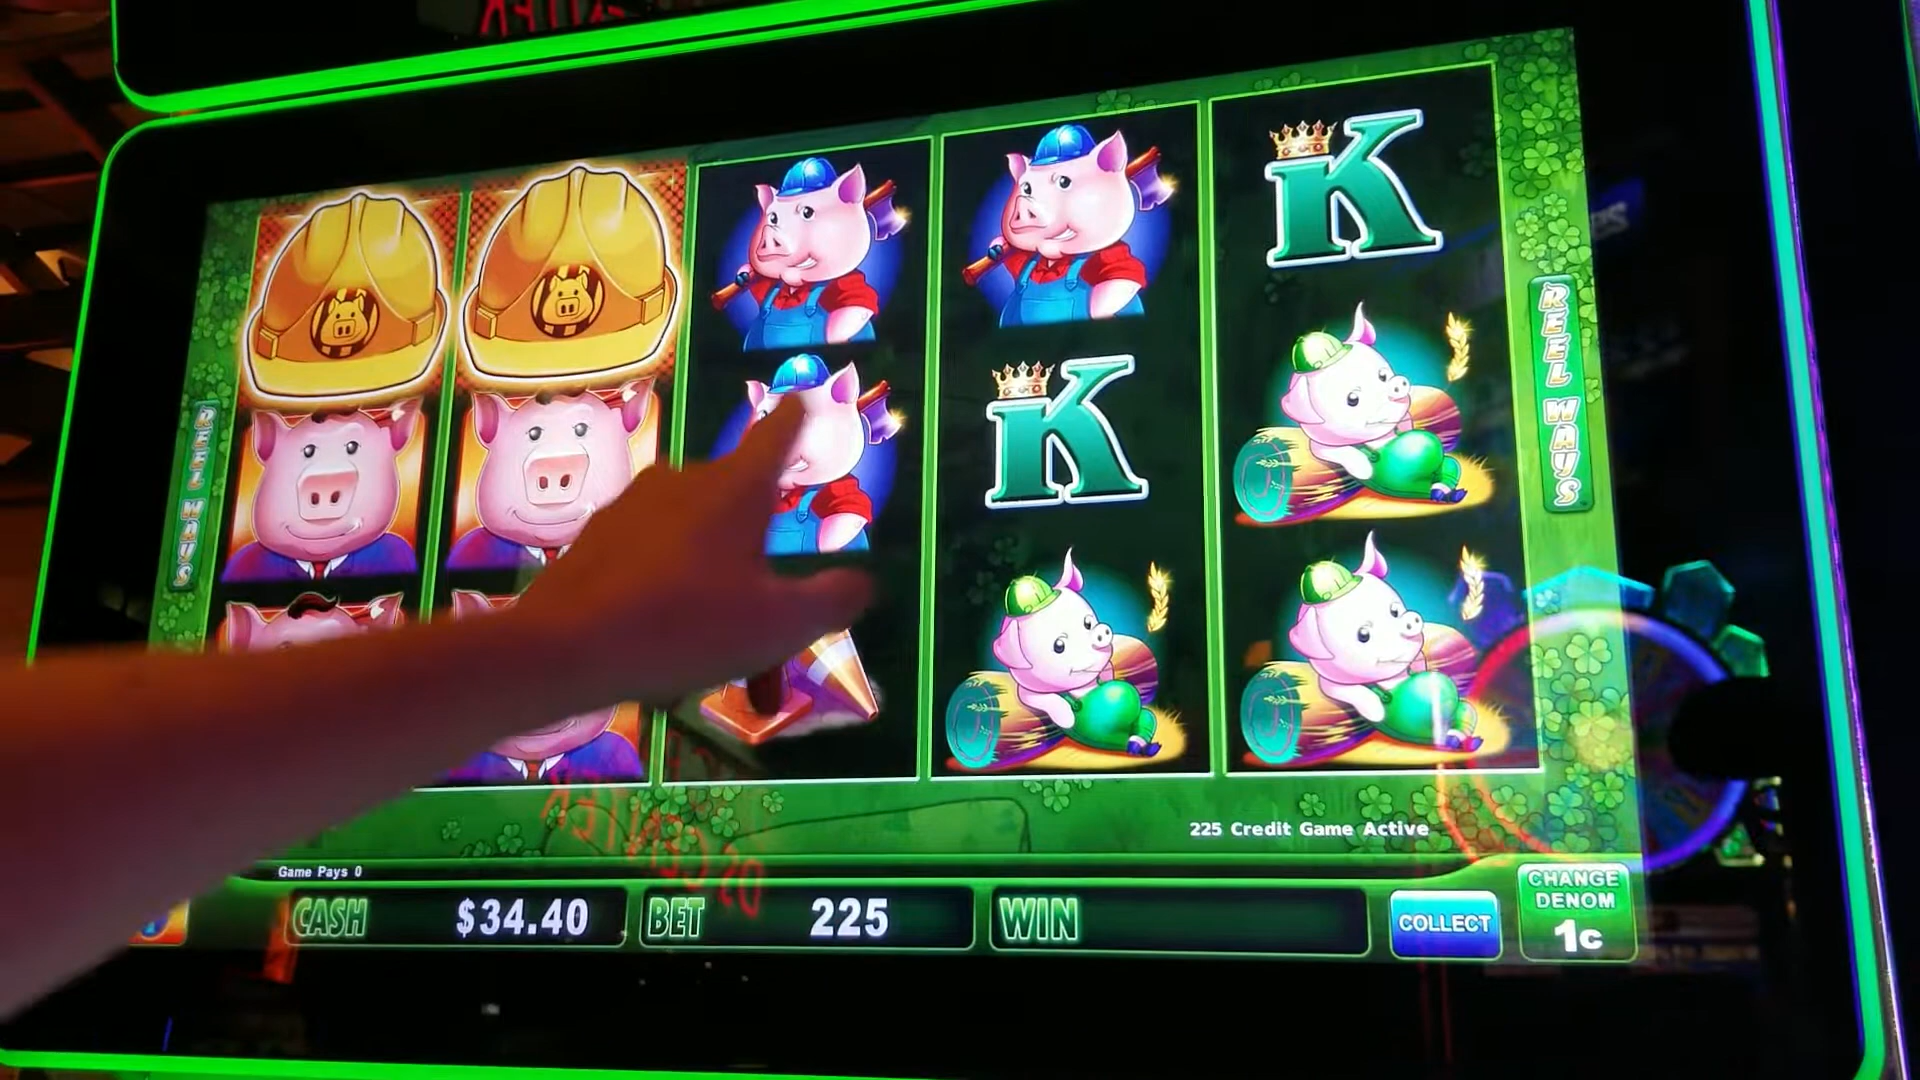 K
K
REEL WAYS
REEL WAYS
225 Credit Game Active
Game Pays 0
CASH $34.40 BET 225 WIN
COLLECT
CHANGE
DENOM
1c